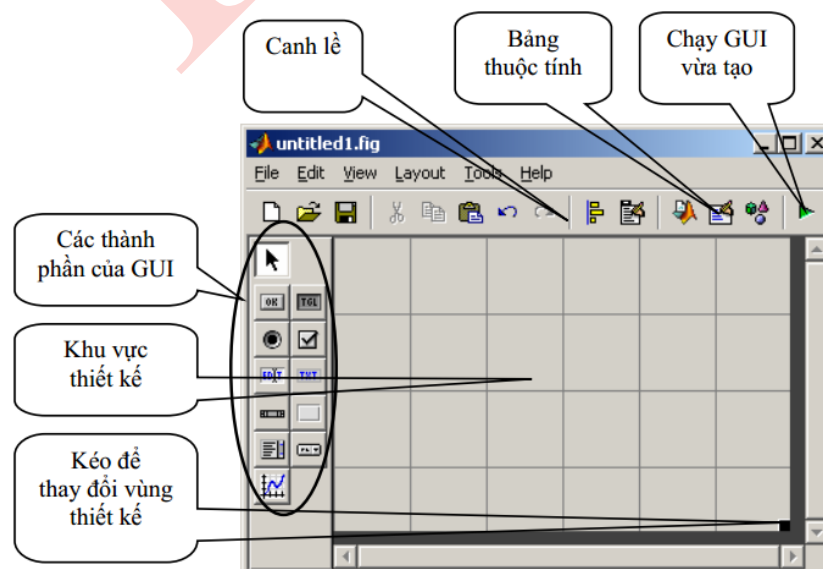 Canh lề
Bảng
thuộc tính
Chạy GUI
vừa tạo
untitled1.fig
File Edit View Layout Tools Help
Các thành
phần của GUI
OK TGL
Khu vực
thiết kế
EDIT TXT
Kéo để
thay đổi vùng
thiết kế